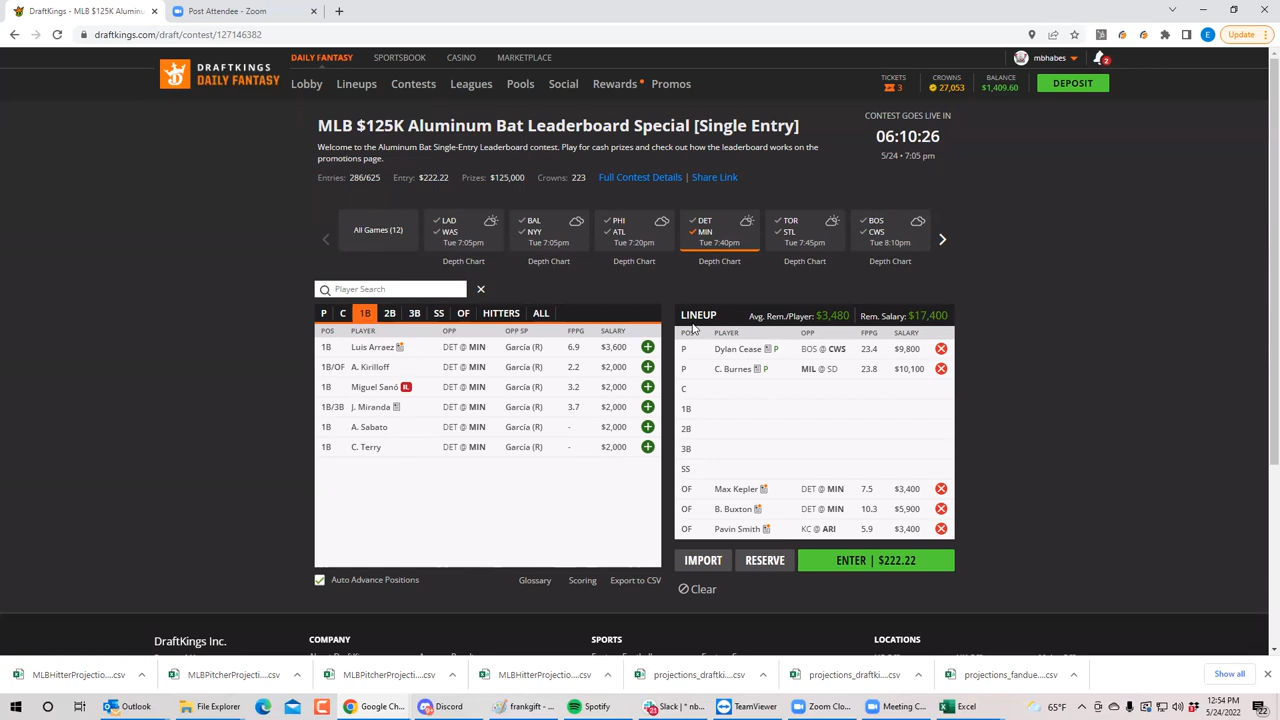 DraftKings - MLB $125K Aluminum
Post Attendee - Zoom
draftkings.com/draft/contest/127146382
E
Update
DRAFTKINGS
DAILY FANTASY
DAILY FANTASY SPORTSBOOK CASINO MARKETPLACE
mbhabes
2
Lobby Lineups Contests Leagues Pools Social Rewards Promos
TICKETS CROWNS BALANCE
3 27,053 $1,409.60
DEPOSIT
MLB $125K Aluminum Bat Leaderboard Special [Single Entry]
Welcome to the Aluminum Bat Single-Entry Leaderboard contest. Play for cash prizes and check out how the leaderboard works on the
promotions page.
Entries: 286/625 Entry: $222.22 Prizes: $125,000 Crowns: 223 Full Contest Details | Share Link
CONTEST GOES LIVE IN
06:10:26
5/24 • 7:05 pm
All Games (12)
LAD
WAS
Tue 7:05pm
Depth Chart
BAL
NYY
Tue 7:05pm
Depth Chart
PHI
ATL
Tue 7:20pm
Depth Chart
DET
MIN
Tue 7:40pm
Depth Chart
TOR
STL
Tue 7:45pm
Depth Chart
BOS
CWS
Tue 8:10pm
Depth Chart
Player Search
P C 1B 2B 3B SS OF HITTERS ALL
POS PLAYER OPP OPP SP FPPG SALARY
1B Luis Arraez DET @ MIN García (R) 6.9 $3,600
1B/OF A. Kirilloff DET @ MIN García (R) 2.2 $2,000
1B Miguel Sanó IL DET @ MIN García (R) 3.2 $2,000
1B/3B J. Miranda DET @ MIN García (R) 3.7 $2,000
1B A. Sabato DET @ MIN García (R) - $2,000
1B C. Terry DET @ MIN García (R) - $2,000
Auto Advance Positions Glossary Scoring Export to CSV
LINEUP Avg. Rem./Player: $3,480 Rem. Salary: $17,400
POS PLAYER OPP FPPG SALARY
P Dylan Cease P BOS @ CWS 23.4 $9,800
P C. Burnes P MIL @ SD 23.8 $10,100
C
1B
2B
3B
SS
OF Max Kepler DET @ MIN 7.5 $3,400
OF B. Buxton DET @ MIN 10.3 $5,900
OF Pavin Smith KC @ ARI 5.9 $3,400
IMPORT RESERVE ENTER | $222.22
Clear
DraftKings Inc.
COMPANY
SPORTS
LOCATIONS
MLBHitterProjectio....csv MLBPitcherProjecti....csv MLBPitcherProjecti....csv MLBHitterProjectio....csv projections_draftki....csv projections_draftki....csv projections_fandue....csv Show all
Outlook File Explorer Google Ch... Discord frankgift - ... Spotify Slack | * nb... TeamViewer Zoom Clo... Meeting C... Excel 65°F
12:54 PM
5/24/2022
22